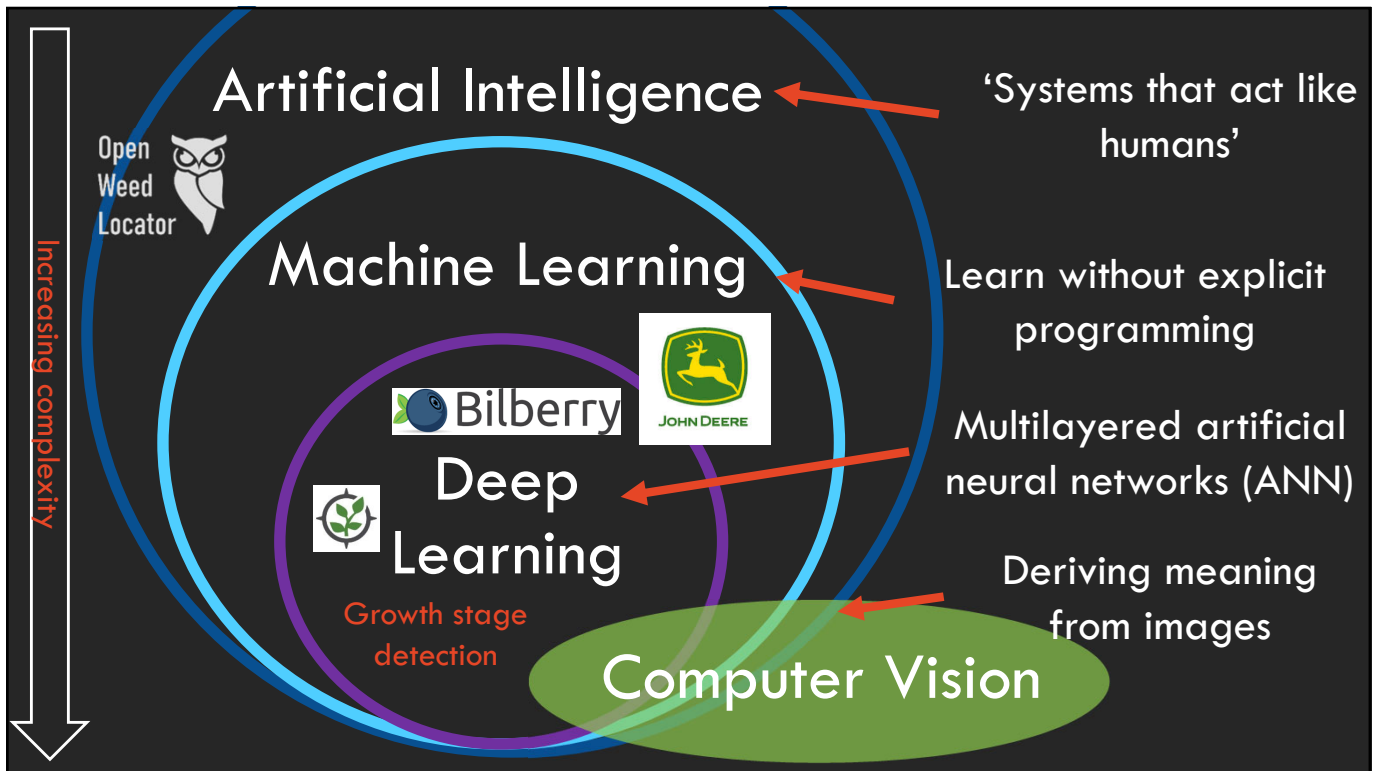 Artificial Intelligence
'Systems that act like
humans'
Open
Weed
Locator
Increasing complexity
Machine Learning
Learn without explicit
programming
JOHN DEERE
Bilberry
Deep
Learning
Multilayered artificial
neural networks (ANN)
Growth stage
detection
Deriving meaning
from images
Computer Vision